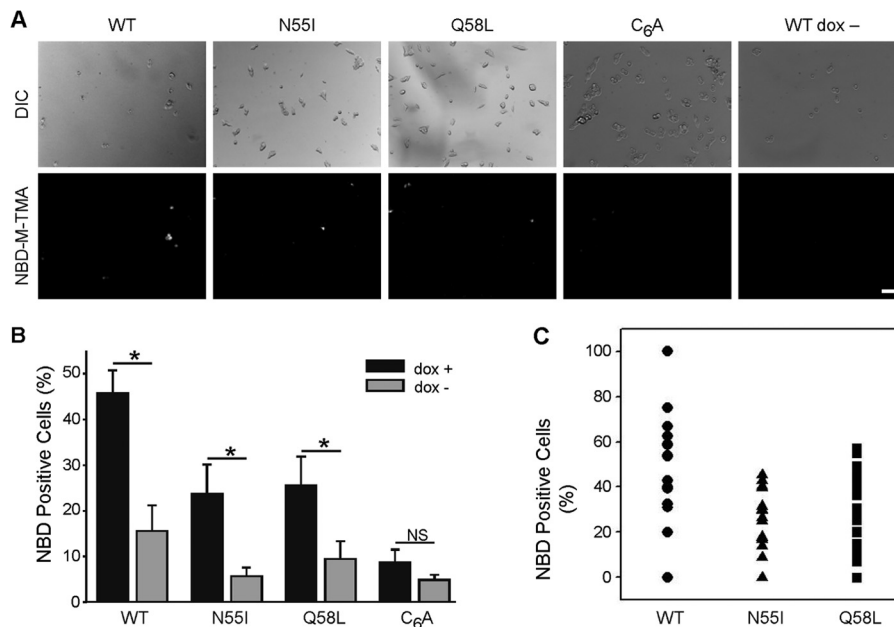 A
WT N55I Q58L C6A WT dox –
DIC
NBD-M-TMA
B
NBD Positive Cells (%)
50
40
30
20
10
0
* * * NS
dox +
dox -
WT N55I Q58L C6A
C
NBD Positive Cells
(%)
100
80
60
40
20
0
WT N55I Q58L